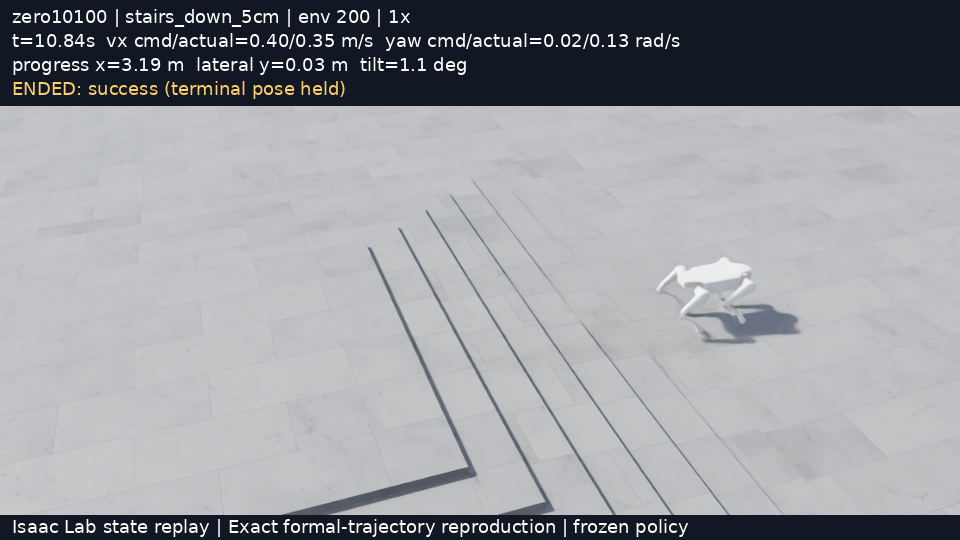 zero10100 | stairs_down_5cm | env 200 | 1x
t=10.84s  vx cmd/actual=0.40/0.35 m/s  yaw cmd/actual=0.02/0.13 rad/s
progress x=3.19 m  lateral y=0.03 m  tilt=1.1 deg
ENDED: success (terminal pose held)
Isaac Lab state replay | Exact formal-trajectory reproduction | frozen policy